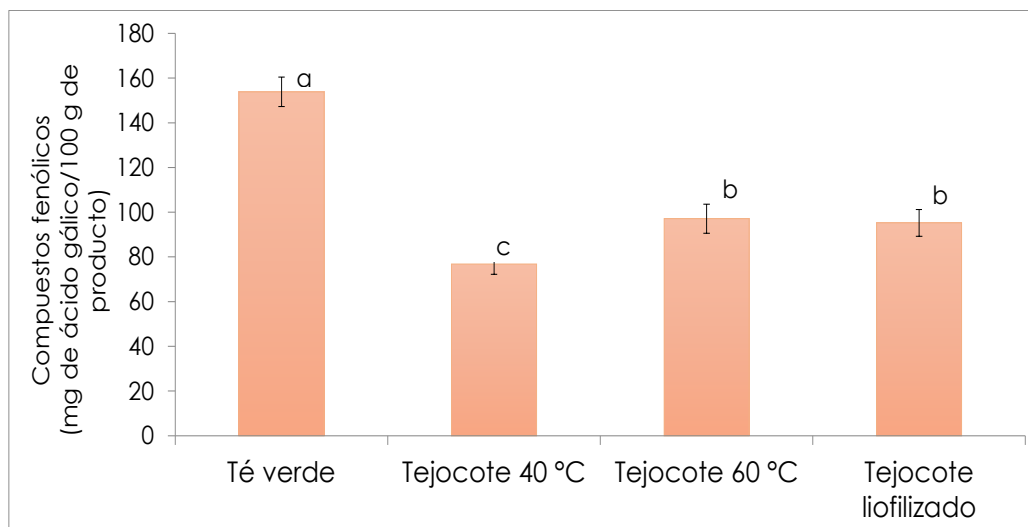 Compuestos fenólicos
(mg de ácido gálico/100 g de
producto)
180
160
140
120
100
80
60
40
20
0
a
c
b
b
Té verde
Tejocote 40 °C
Tejocote 60 °C
Tejocote
liofilizado